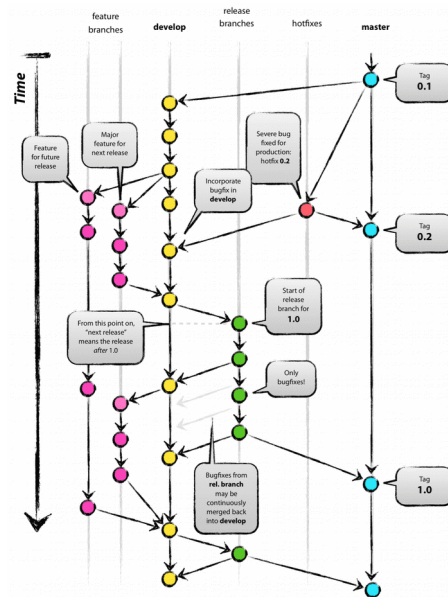 feature
branches
develop
release
branches
hotfixes
master
Time
Tag
0.1
Major
feature for
next release
Feature
for future
release
Severe bug
fixed for
production:
hotfix 0.2
Incorporate
bugfix in
develop
Tag
0.2
Start of
release
branch for
1.0
From this point on,
"next release"
means the release
after 1.0
Only
bugfixes!
Bugfixes from
rel. branch
may be
continuously
merged back
into develop
Tag
1.0